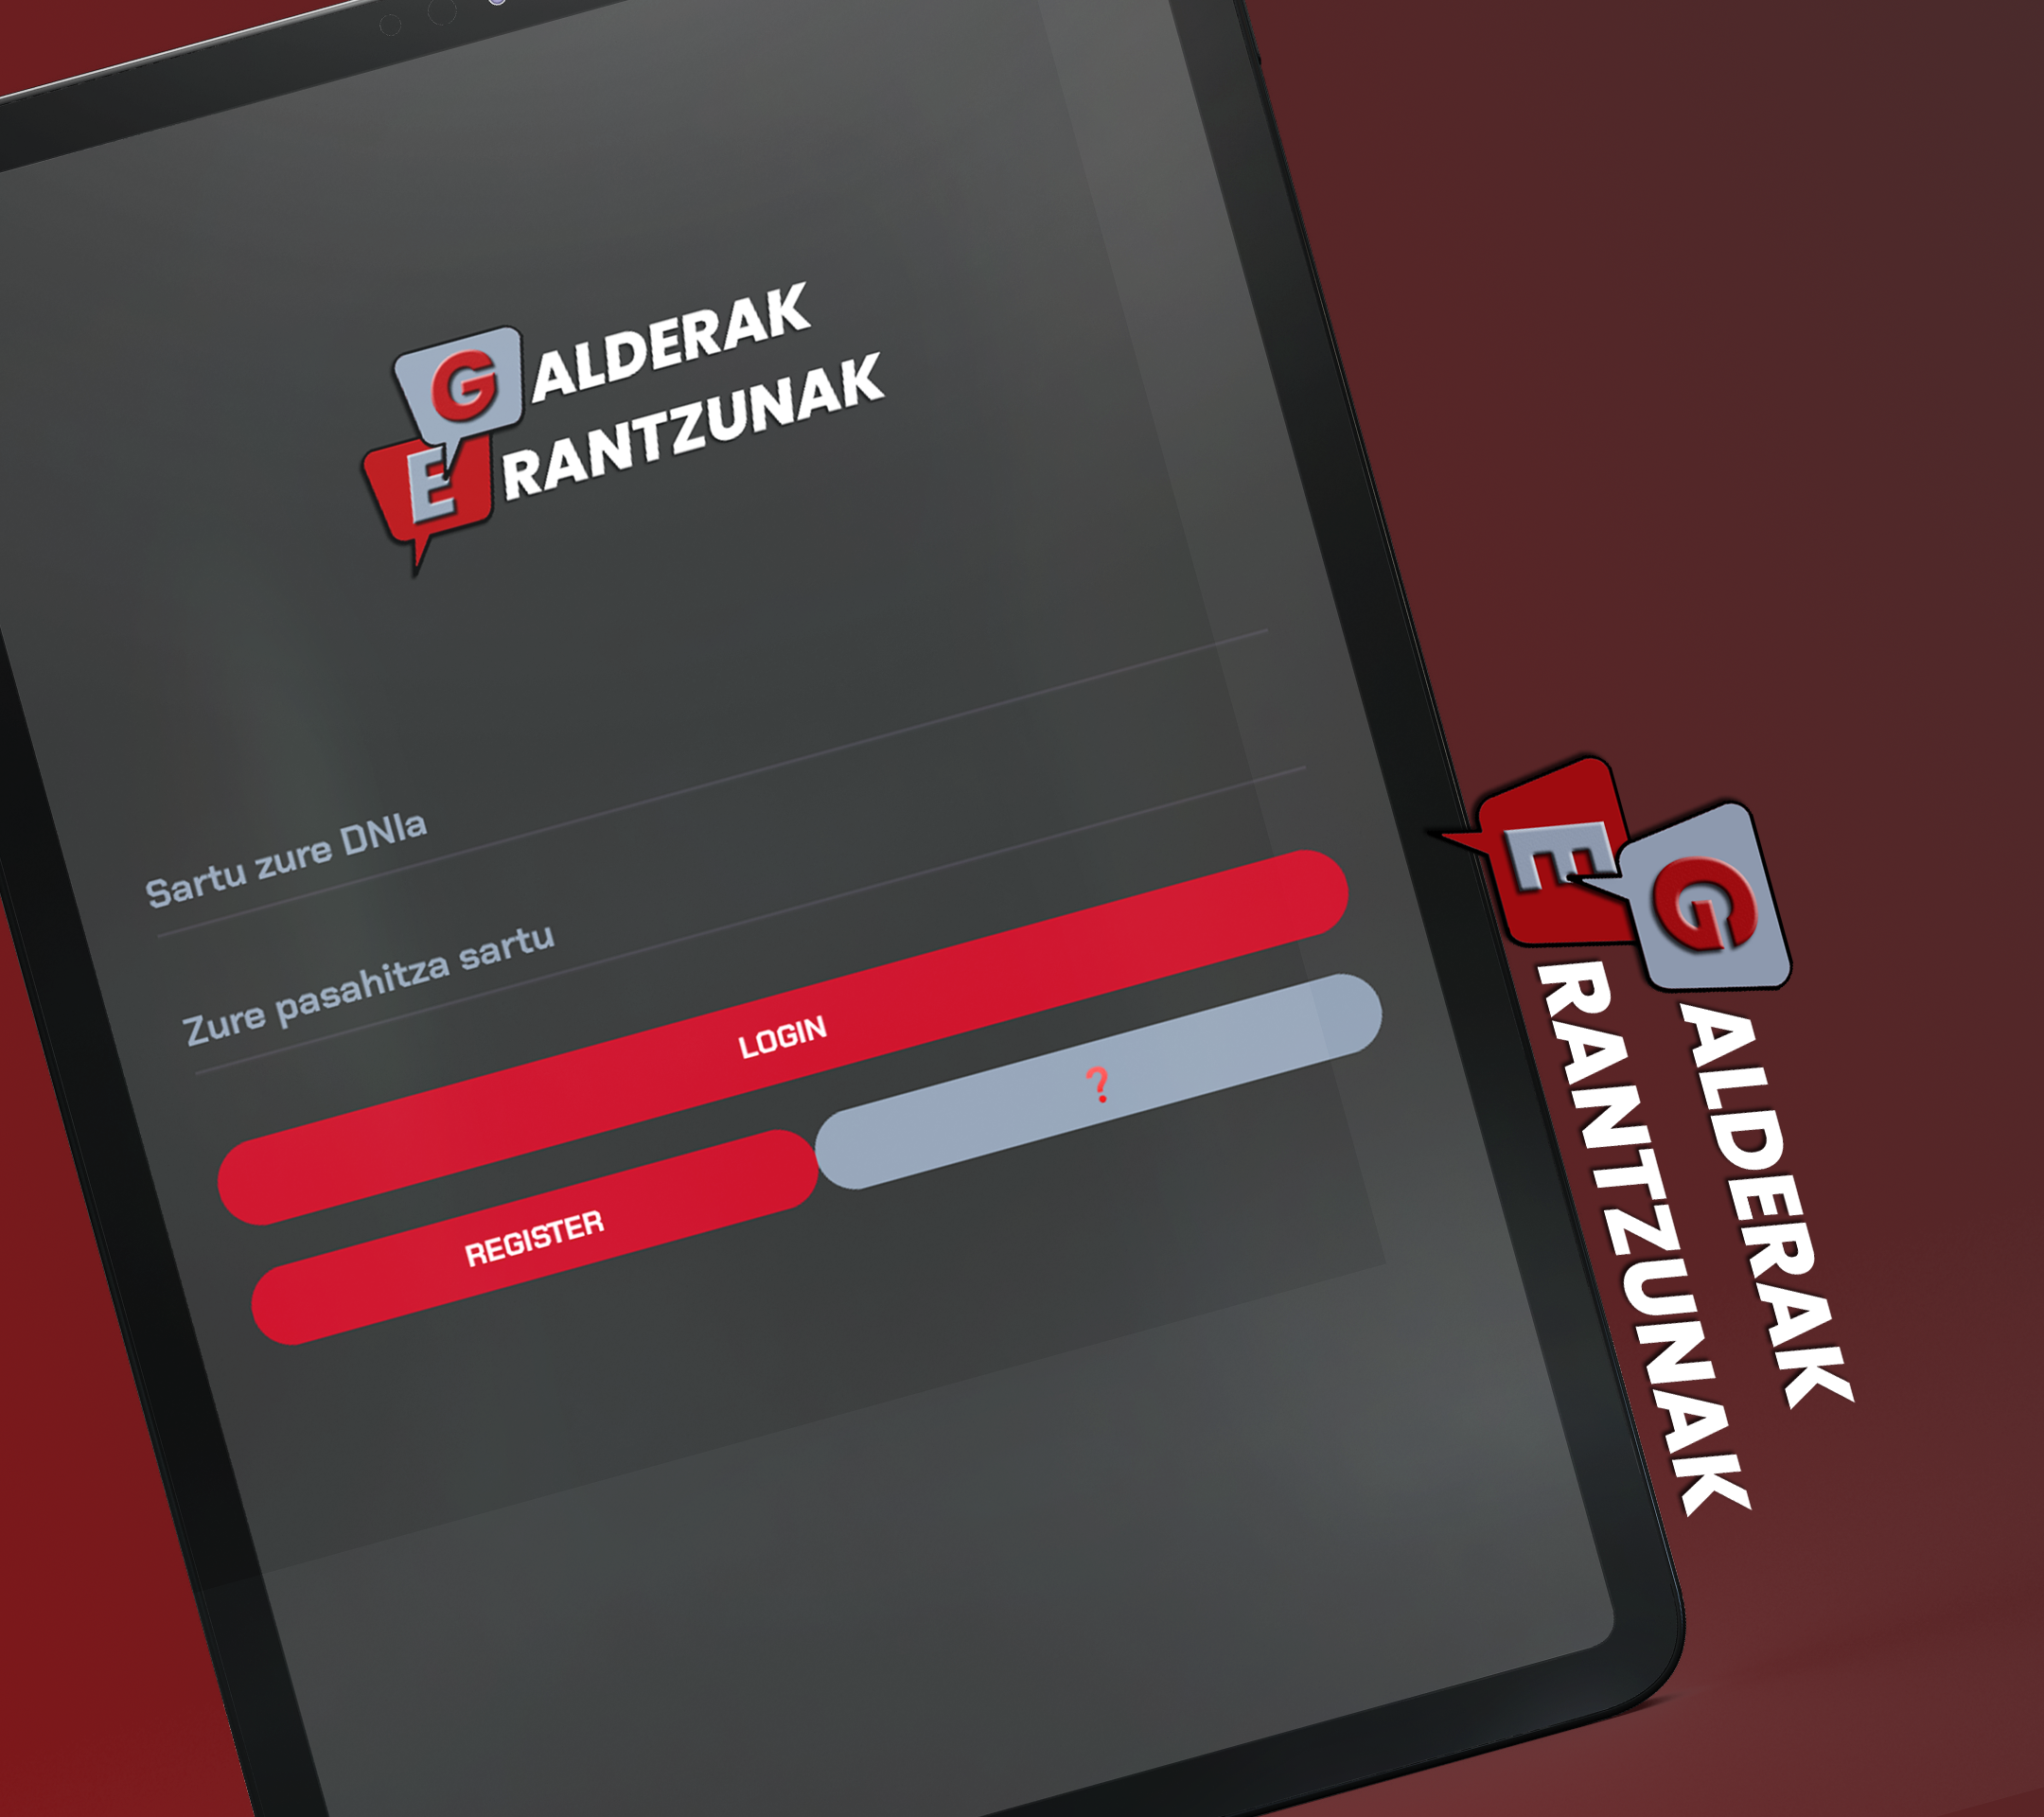 GALDERAK
ERANTZUNAK
Sartu zure DNIa
Zure pasahitza sartu
LOGIN
REGISTER
?
GALDERAK
ERANTZUNAK